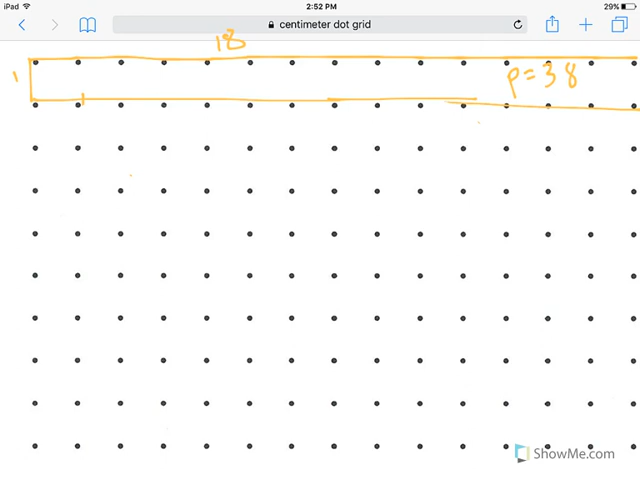 iPad
2:52 PM
29%
centimeter dot grid
18
1
P=38
ShowMe.com